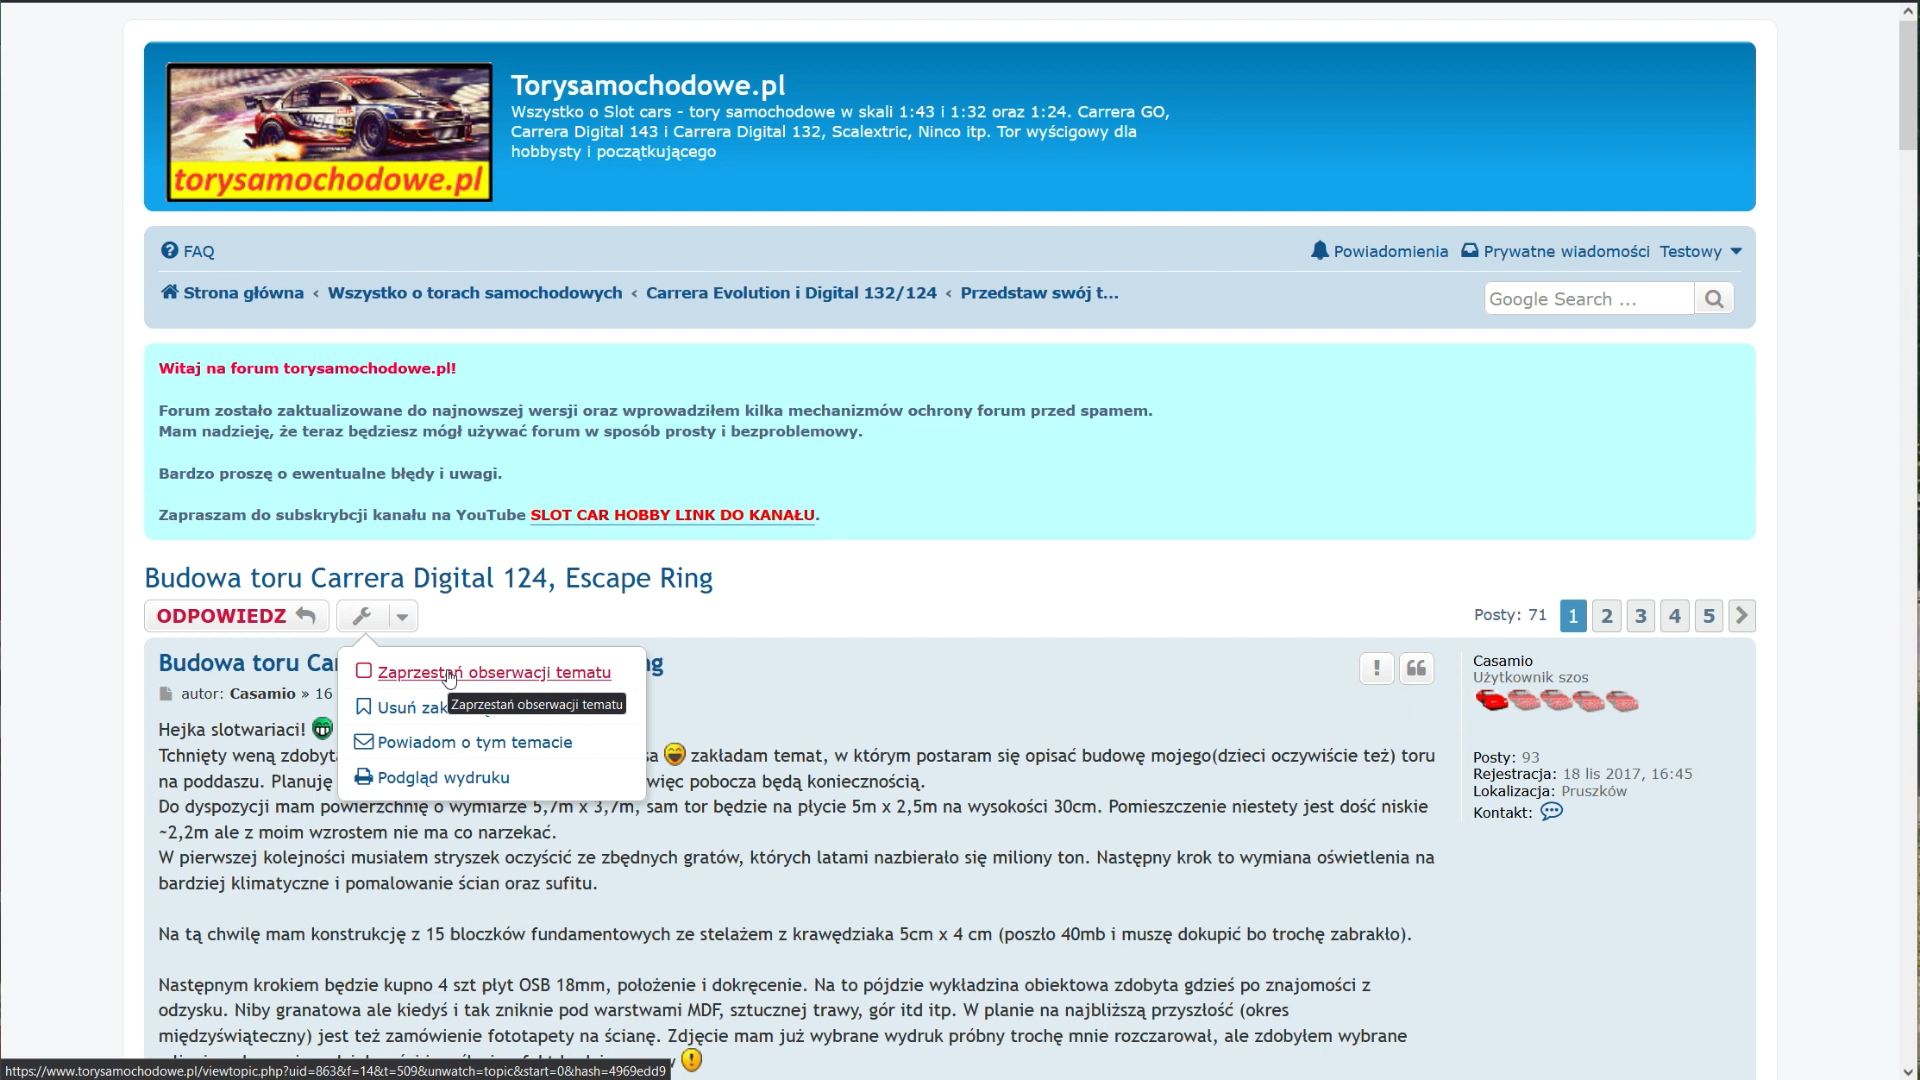 torysamochodowe.pl
Torysamochodowe.pl
Wszystko o Slot cars - tory samochodowe w skali 1:43 i 1:32 oraz 1:24. Carrera GO,
Carrera Digital 143 i Carrera Digital 132, Scalextric, Ninco itp. Tor wyścigowy dla
hobbysty i początkującego
FAQ
Powiadomienia Prywatne wiadomości Testowy
Strona główna ‹ Wszystko o torach samochodowych ‹ Carrera Evolution i Digital 132/124 ‹ Przedstaw swój t...
Google Search ...
Witaj na forum torysamochodowe.pl!
Forum zostało zaktualizowane do najnowszej wersji oraz wprowadziłem kilka mechanizmów ochrony forum przed spamem.
Mam nadzieję, że teraz będziesz mógł używać forum w sposób prosty i bezproblemowy.
Bardzo proszę o ewentualne błędy i uwagi.
Zapraszam do subskrybcji kanału na YouTube SLOT CAR HOBBY LINK DO KANAŁU.
Budowa toru Carrera Digital 124, Escape Ring
ODPOWIEDZ
Posty: 71 1 2 3 4 5
Budowa toru Ca
ng
autor: Casamio » 16
Zaprzestań obserwacji tematu
Zaprzestań obserwacji tematu
Usuń zak
Powiadom o tym temacie
Podgląd wydruku
Casamio
Użytkownik szos
Posty: 93
Rejestracja: 18 lis 2017, 16:45
Lokalizacja: Pruszków
Kontakt:
Hejka slotwariaci!
Tchnięty weną zdobyt sa zakładam temat, w którym postaram się opisać budowę mojego(dzieci oczywiście też) toru
na poddaszu. Planuję więc pobocza będą koniecznością.
Do dyspozycji mam powierzchnię o wymiarze 5,7m x 3,7m, sam tor będzie na płycie 5m x 2,5m na wysokości 30cm. Pomieszczenie niestety jest dość niskie
~2,2m ale z moim wzrostem nie ma co narzekać.
W pierwszej kolejności musiałem stryszek oczyścić ze zbędnych gratów, których latami nazbierało się miliony ton. Następny krok to wymiana oświetlenia na
bardziej klimatyczne i pomalowanie ścian oraz sufitu.
Na tą chwilę mam konstrukcję z 15 bloczków fundamentowych ze stelażem z krawędziaka 5cm x 4 cm (poszło 40mb i muszę dokupić bo trochę zabrakło).
Następnym krokiem będzie kupno 4 szt płyt OSB 18mm, położenie i dokręcenie. Na to pójdzie wykładzina obiektowa zdobyta gdzieś po znajomości z
odzysku. Niby granatowa ale kiedyś i tak zniknie pod warstwami MDF, sztucznej trawy, gór itd itp. W planie na najbliższą przyszłość (okres
międzyświąteczny) jest też zamówienie fototapety na ścianę. Zdjęcie mam już wybrane wydruk próbny trochę mnie rozczarował, ale zdobyłem wybrane
https://www.torysamochodowe.pl/viewtopic.php?uid=863&f=14&t=509&unwatch=topic&start=0&hash=4969edd9